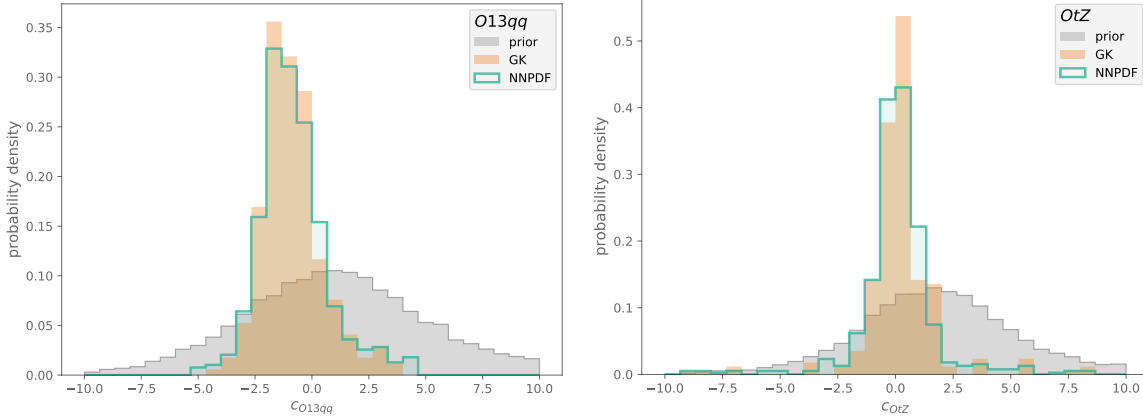 O13qq
prior
GK
NNPDF
probability density
0.35
0.30
0.25
0.20
0.15
0.10
0.05
0.00
−10.0 −7.5 −5.0 −2.5 0.0 2.5 5.0 7.5 10.0
cO13qq
OtZ
prior
GK
NNPDF
probability density
0.5
0.4
0.3
0.2
0.1
0.0
−10.0 −7.5 −5.0 −2.5 0.0 2.5 5.0 7.5 10.0
cOtZ